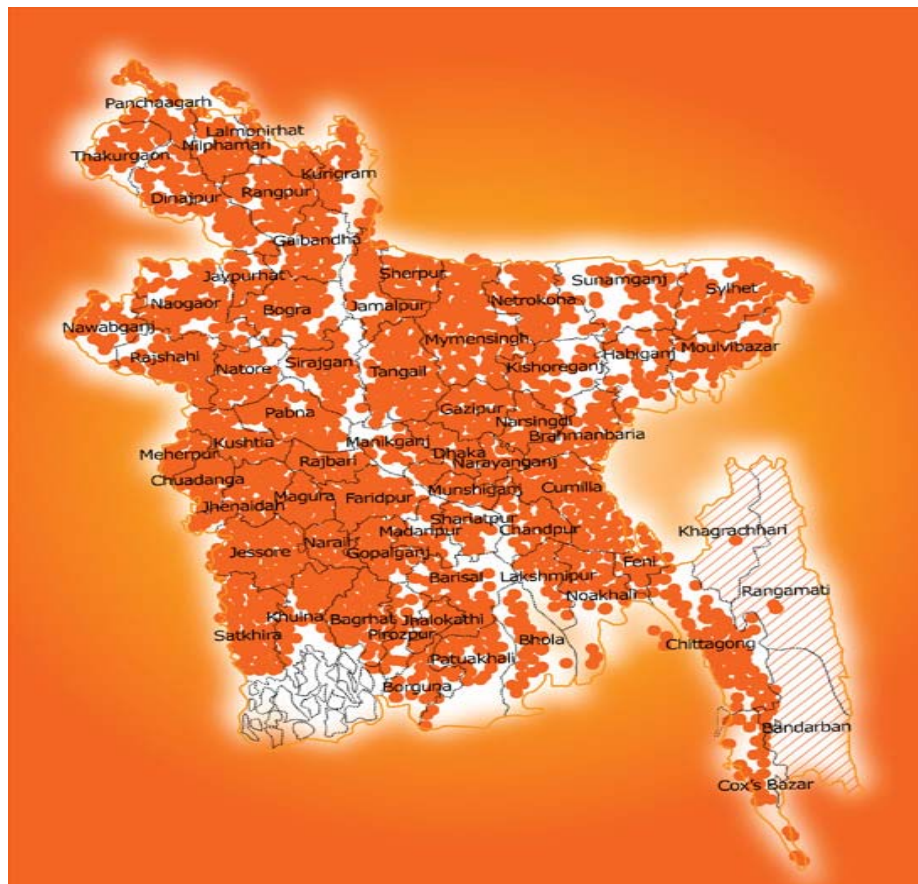 Panchaagarh
Lalmonirhat
Nilphamari
Thakurgaon
Kurigram
Dinajpur
Rangpur
Gaibandha
Jaypurhat
Sherpur
Sunamganj
Sylhet
Naogaor
Bogra
Jamalpur
Netrokona
Nawabganj
Mymensingh
Rajshahi
Natore
Sirajgan
Tangail
Kishoreganj
Habiganj
Moulvibazar
Pabna
Gazipur
Narsingdi
Kushtia
Manikganj
Brahmanbaria
Meherpur
Rajbari
Dhaka
Narayanganj
Chuadanga
Magura
Faridpur
Munshiganj
Cumilla
Jhenaidah
Shariatpur
Madaripur
Chandpur
Khagrachhari
Jessore
Narail
Gopalganj
Feni
Barisal
Lakshmipur
Rangamati
Noakhali
Khulna
Bagrhat
Jhalokathi
Satkhira
Pirozpur
Bhola
Chittagong
Patuakhali
Borguna
Bandarban
Cox's Bazar